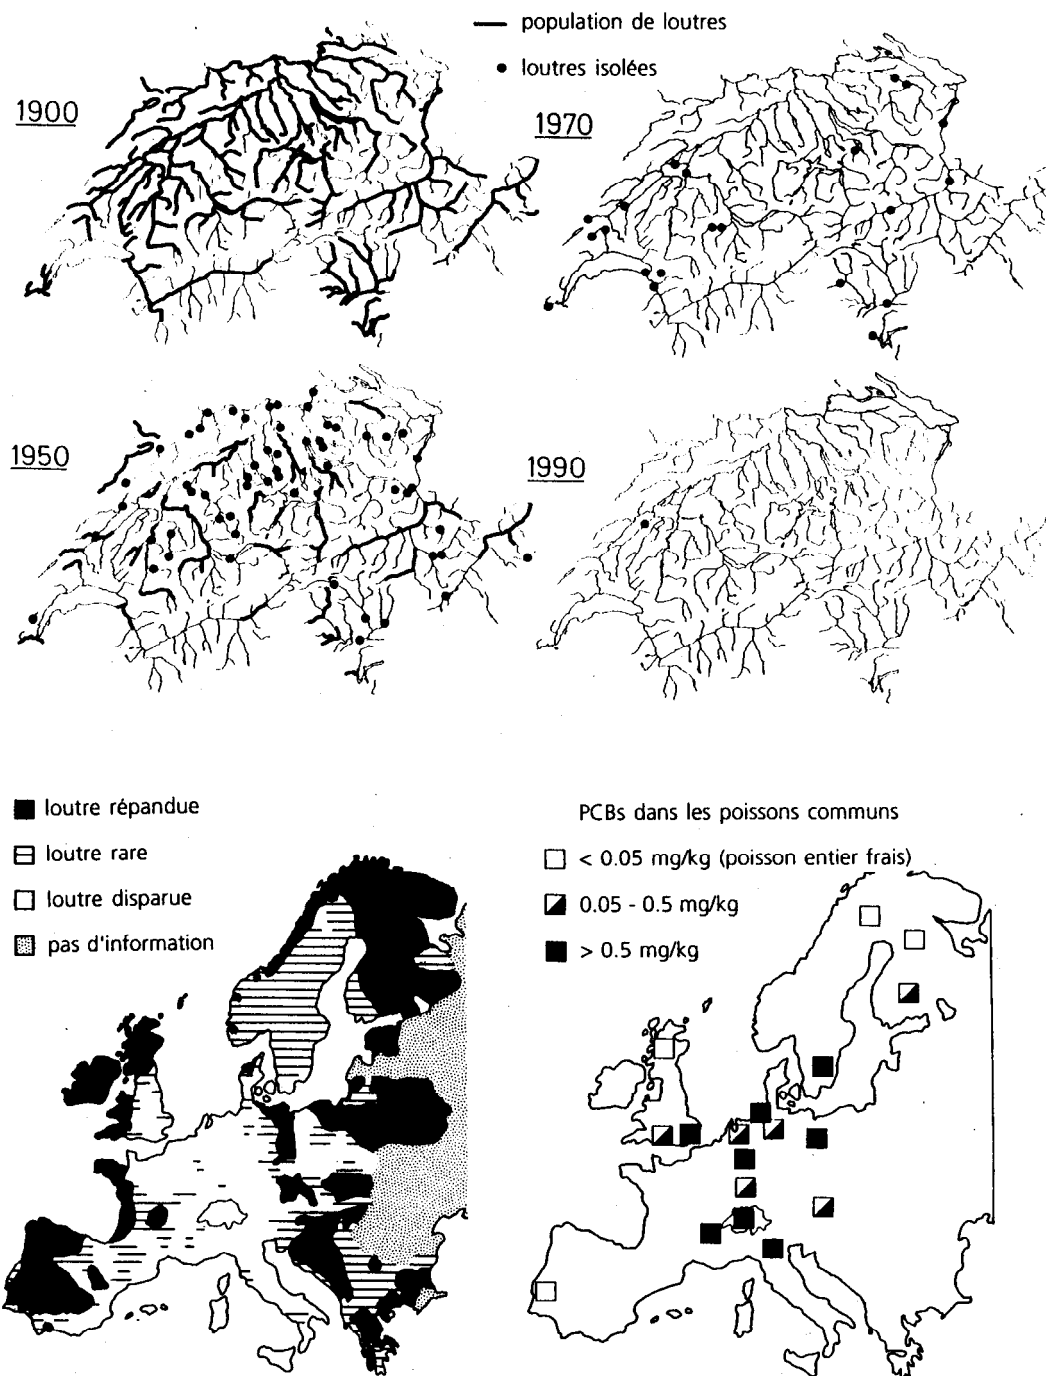 population de loutres
loutres isolées
1900
1970
1950
1990
loutre répandue
loutre rare
loutre disparue
pas d'information
PCBs dans les poissons communs
< 0.05 mg/kg (poisson entier frais)
0.05 - 0.5 mg/kg
> 0.5 mg/kg